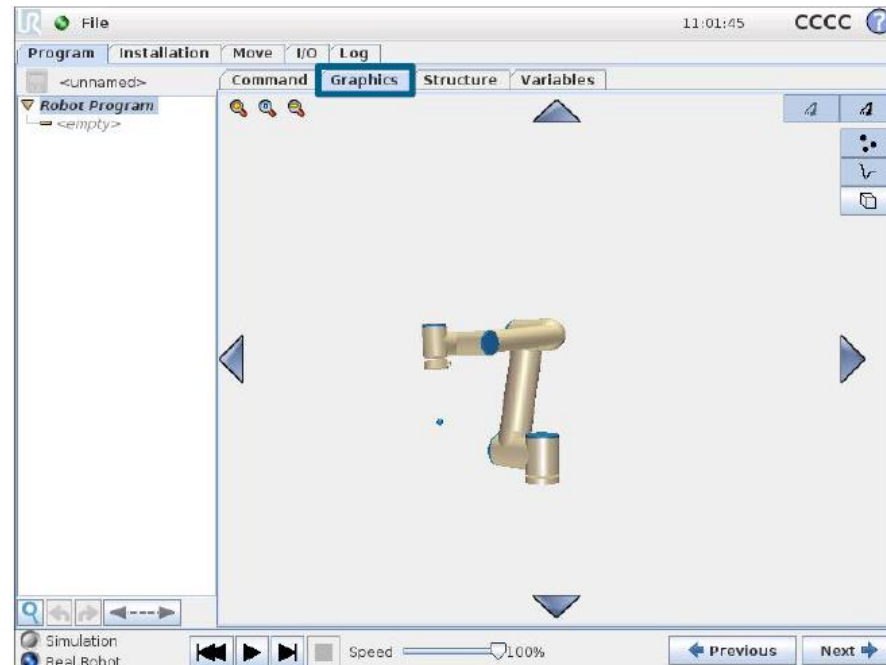 UR File 11:01:45 CCCC ?
Program Installation Move I/O Log
<unnamed> Command Graphics Structure Variables
Robot Program
<empty>
Simulation
Real Robot
Speed 100% Previous Next